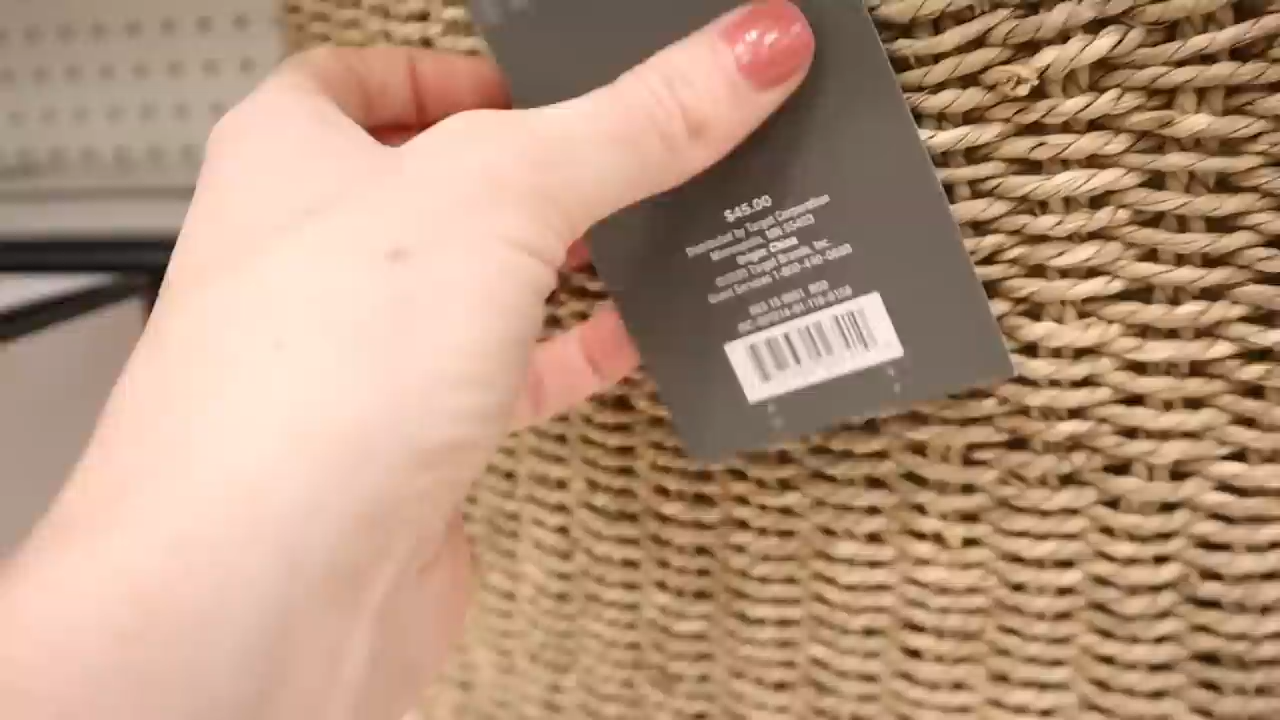 $45.00
Distributed by Target Corporation
Minneapolis, MN 55403
Origin: China
Target Brands, Inc.
Guest Services 1-800-440-0680